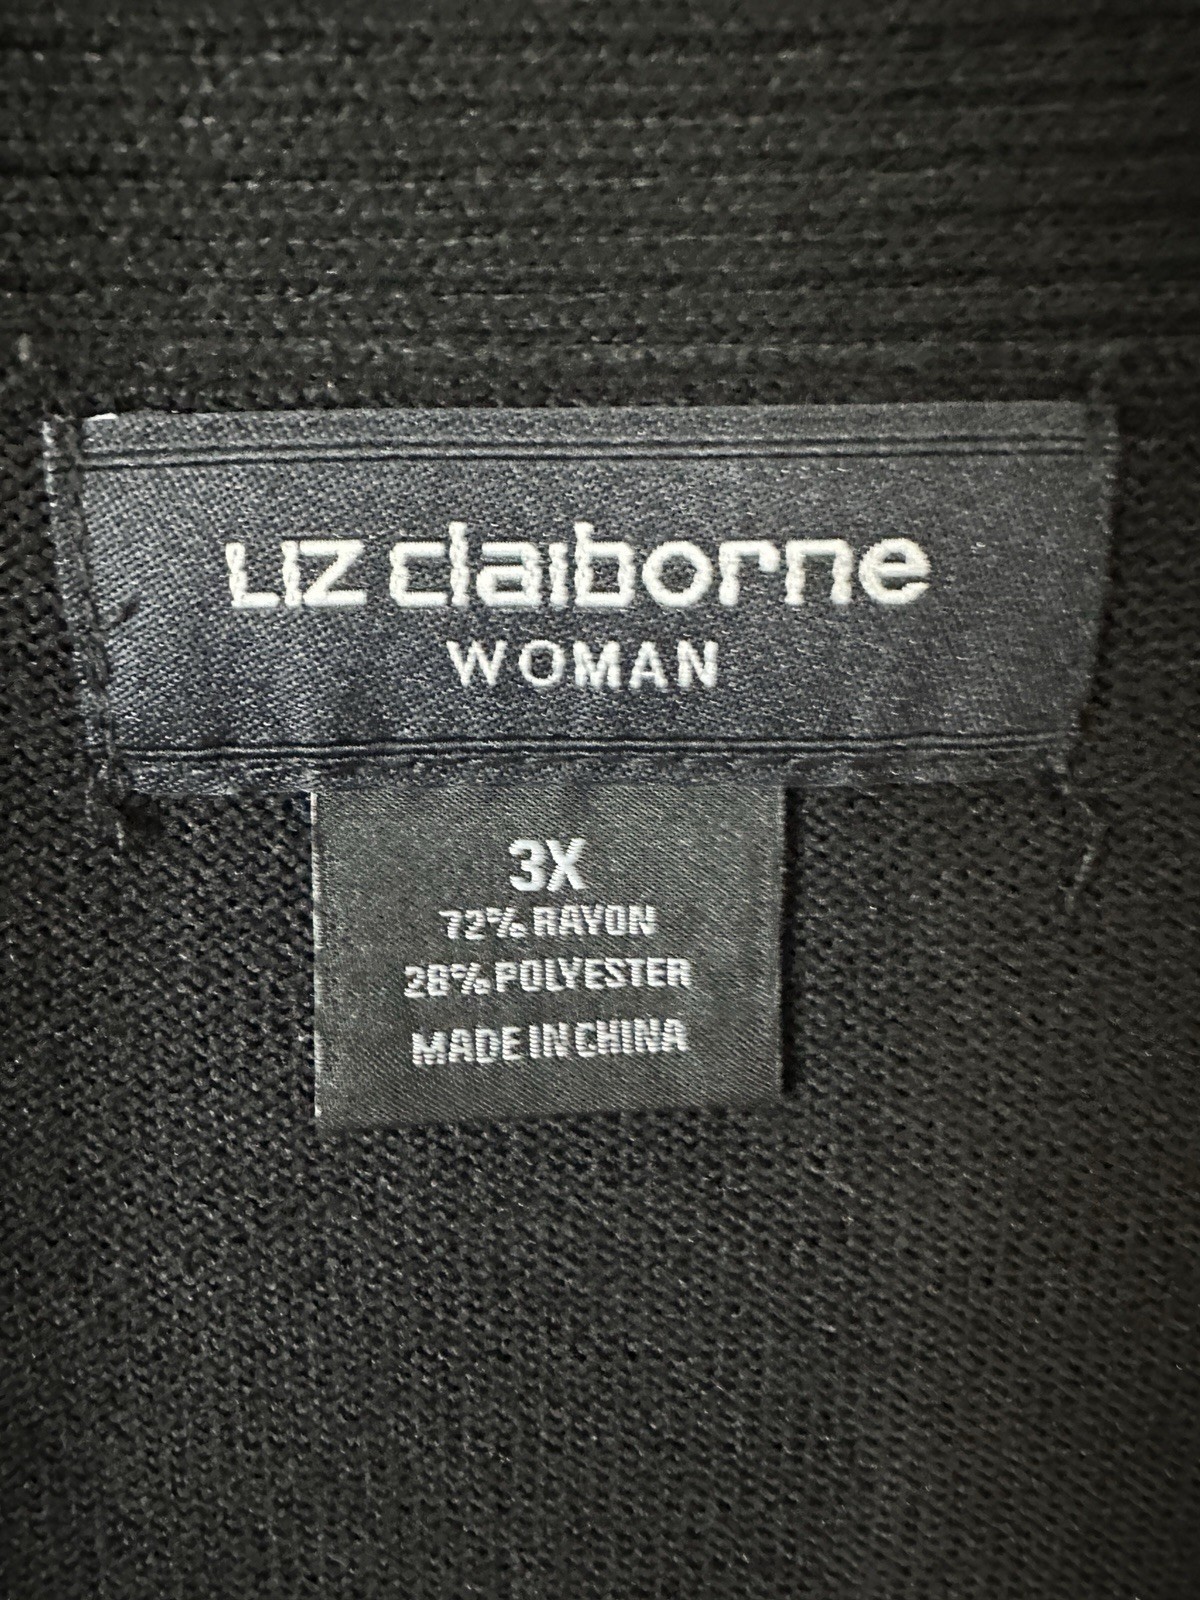 Liz claiborne
WOMAN
3X
72% RAYON
28% POLYESTER
MADE IN CHINA